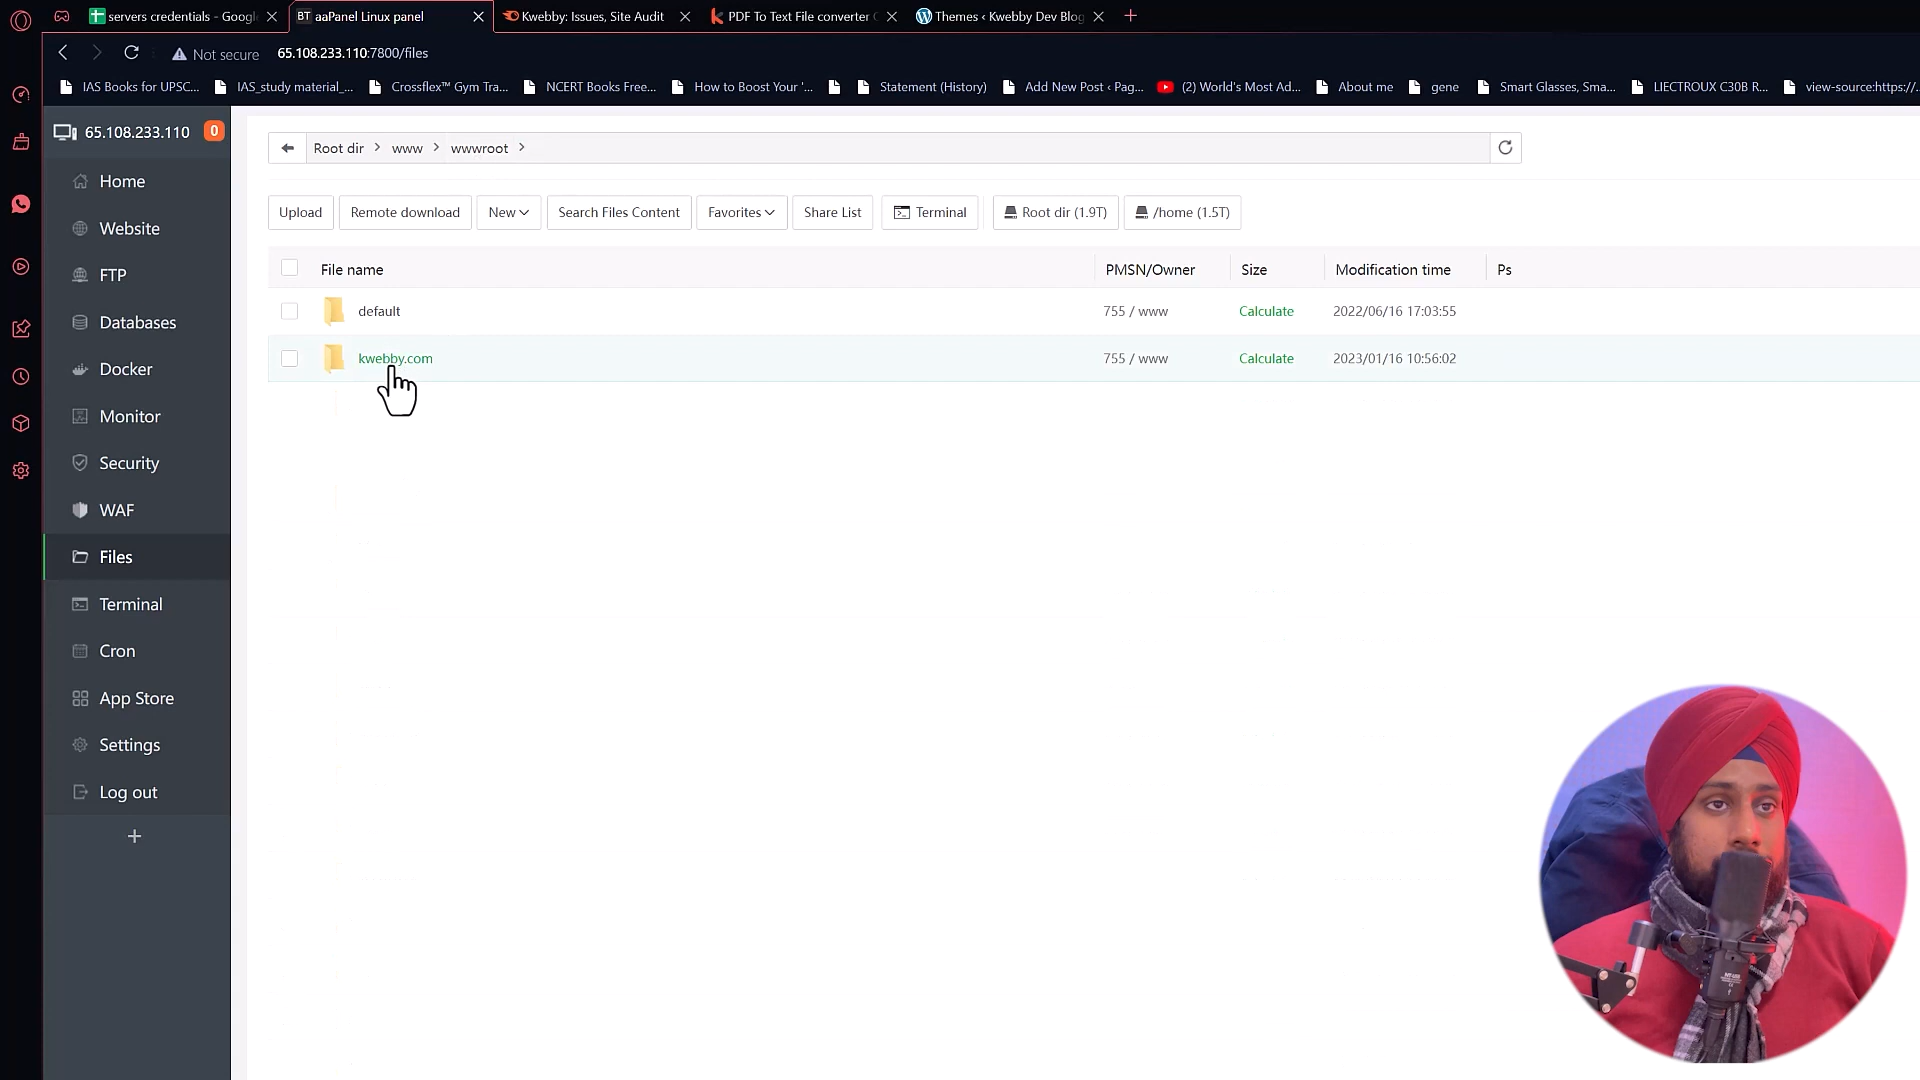 servers credentials - Google
aaPanel Linux panel
Kwebby: Issues, Site Audit
PDF To Text File converter
Themes ‹ Kwebby Dev Blog
Not secure
65.108.233.110:7800/files
IAS Books for UPSC...
IAS_study material_...
Crossflex™ Gym Tra...
NCERT Books Free...
How to Boost Your '...
Statement (History)
Add New Post ‹ Pag...
(2) World's Most Ad...
About me
gene
Smart Glasses, Sma...
LIECTROUX C30B R...
view-source:https://...
65.108.233.110
0
Home
Website
FTP
Databases
Docker
Monitor
Security
WAF
Files
Terminal
Cron
App Store
Settings
Log out
Root dir > www > wwwroot >
Upload
Remote download
New
Search Files Content
Favorites
Share List
Terminal
Root dir (1.9T)
/home (1.5T)
File name PMSN/Owner Size Modification time Ps
default 755 / www Calculate 2022/06/16 17:03:55
kwebby.com 755 / www Calculate 2023/01/16 10:56:02